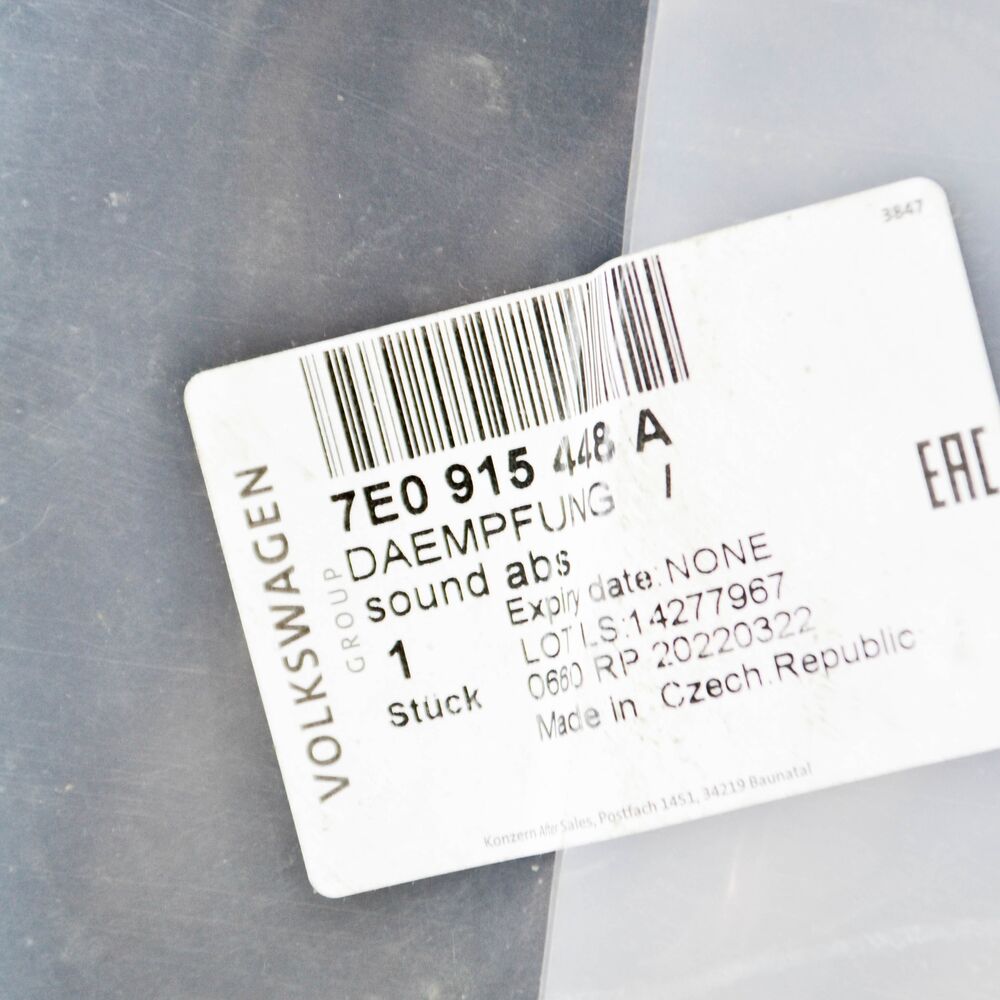 3847
7E0 915 448 A
DAEMPFUNG /
sound abs
1
Stück
Expiry date: NONE
LOT LS:14277967
0660 RP 20220322
Made in Czech Republic
EAC
VOLKSWAGEN
GROUP
Konzern After Sales, Postfach 1451, 34219 Baunatal